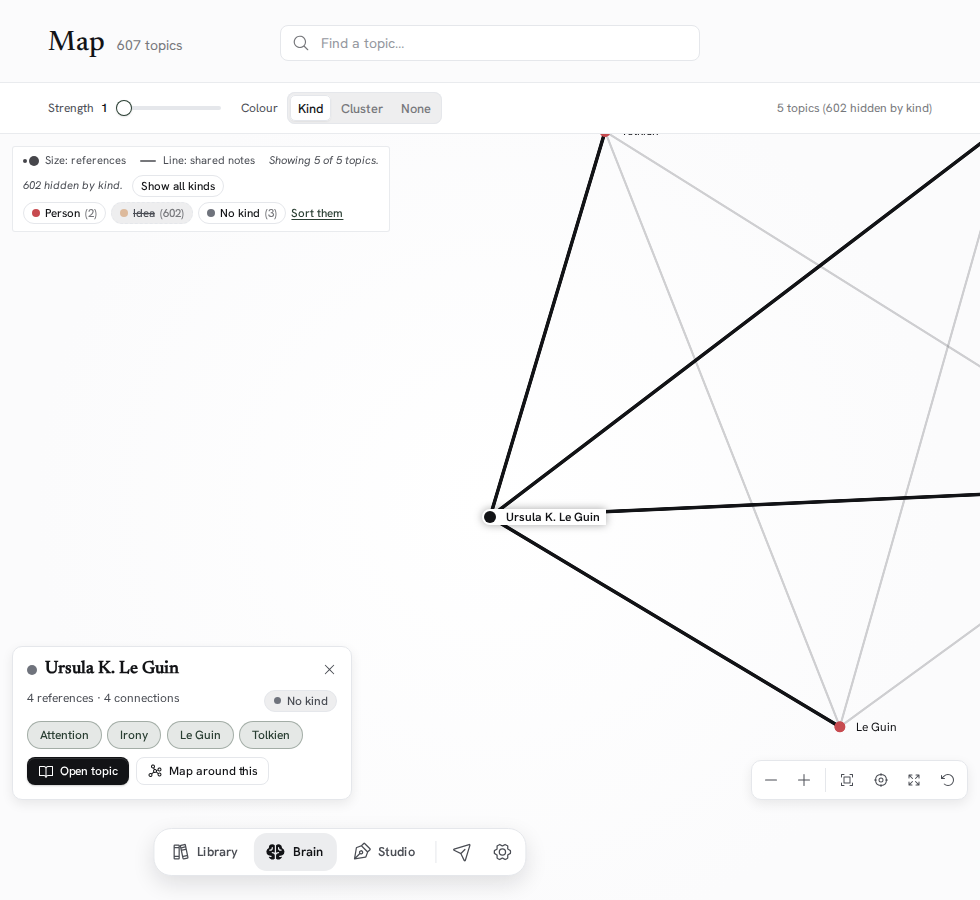 Map 607 topics
Find a topic...
Strength 1 Colour Kind Cluster None 5 topics (602 hidden by kind)
Size: references Line: shared notes Showing 5 of 5 topics.
602 hidden by kind. Show all kinds
Person (2) Idea (602) No kind (3) Sort them
Ursula K. Le Guin
Le Guin
Ursula K. Le Guin
4 references · 4 connections No kind
Attention Irony Le Guin Tolkien
Open topic Map around this
Library Brain Studio